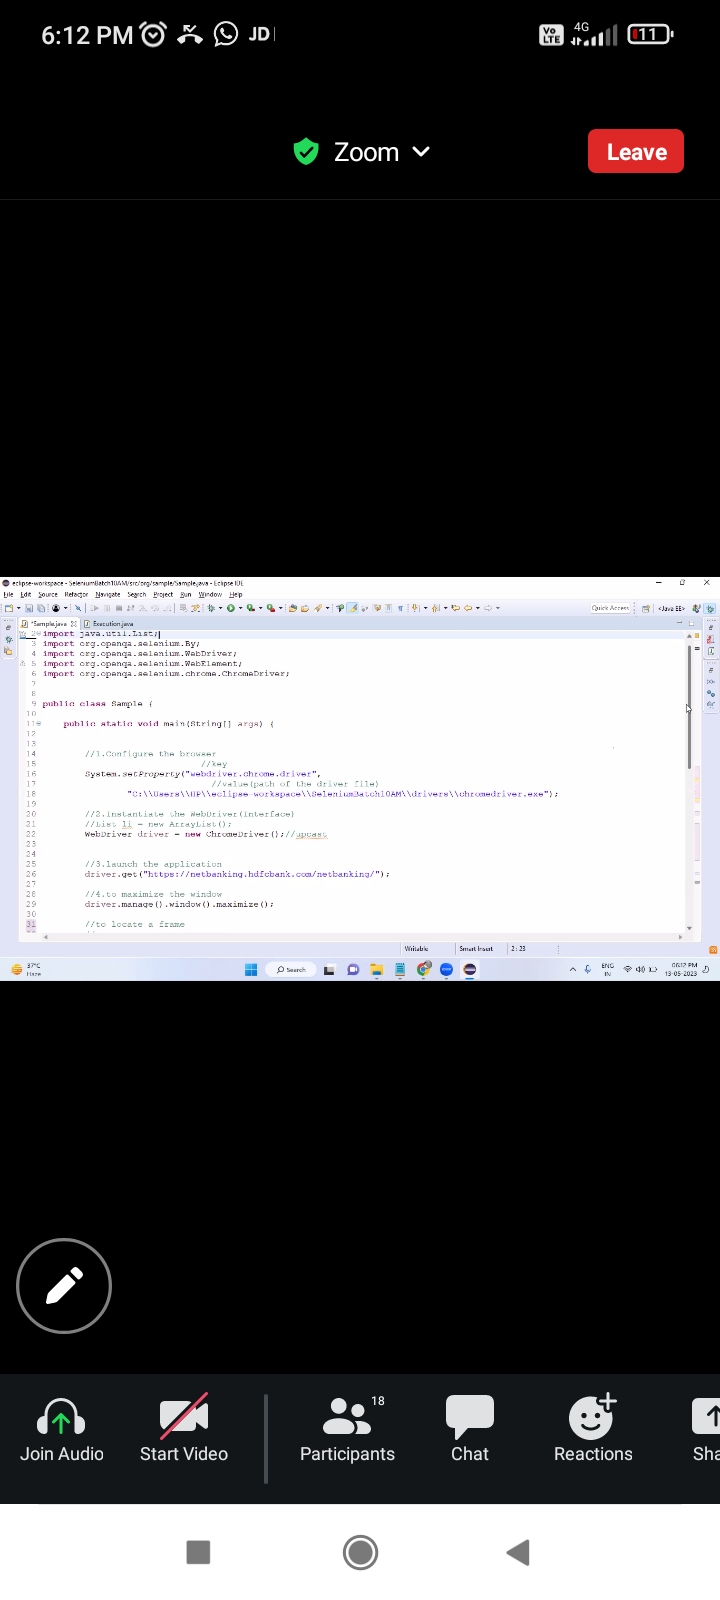 6:12 PM JD
Vo LTE 4G 11
Zoom
Leave
eclipse-workspace - SeleniumBatch10AM/src/org/sample/Sample.java - Eclipse IDE
File Edit Source Refactor Navigate Search Project Run Window Help
Quick Access <Java EE>
*Sample.java Execution.java
2 import java.util.List;
3 import org.openqa.selenium.By;
4 import org.openqa.selenium.WebDriver;
5 import org.openqa.selenium.WebElement;
6 import org.openqa.selenium.chrome.ChromeDriver;
7
8
9 public class Sample {
10
11 public static void main(String[] args) {
12
13
14 //1.Configure the browser
15 //key
16 System.setProperty("webdriver.chrome.driver",
17 //value(path of the driver file)
18 "C:\\Users\\HP\\eclipse-workspace\\SeleniumBatch10AM\\drivers\\chromedriver.exe");
19
20 //2.instantiate the WebDriver(Interface)
21 //List li = new ArrayList();
22 WebDriver driver = new ChromeDriver();//upcast
23
24
25 //3.launch the application
26 driver.get("https://netbanking.hdfcbank.com/netbanking/");
27
28 //4.to maximize the window
29 driver.manage().window().maximize();
30
31 //to locate a frame
Writable Smart Insert 2 : 23
37°C
Haze
Search
ENG
IN
06:12 PM
13-05-2023
18
Join Audio Start Video Participants Chat Reactions Sha